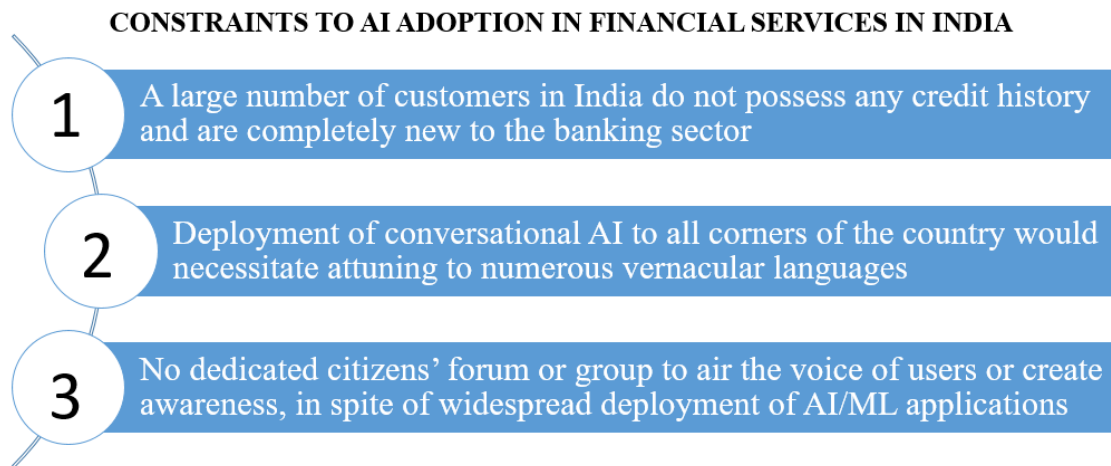 CONSTRAINTS TO AI ADOPTION IN FINANCIAL SERVICES IN INDIA
1
A large number of customers in India do not possess any credit history
and are completely new to the banking sector
2
Deployment of conversational AI to all corners of the country would
necessitate attuning to numerous vernacular languages
3
No dedicated citizens’ forum or group to air the voice of users or create
awareness, in spite of widespread deployment of AI/ML applications